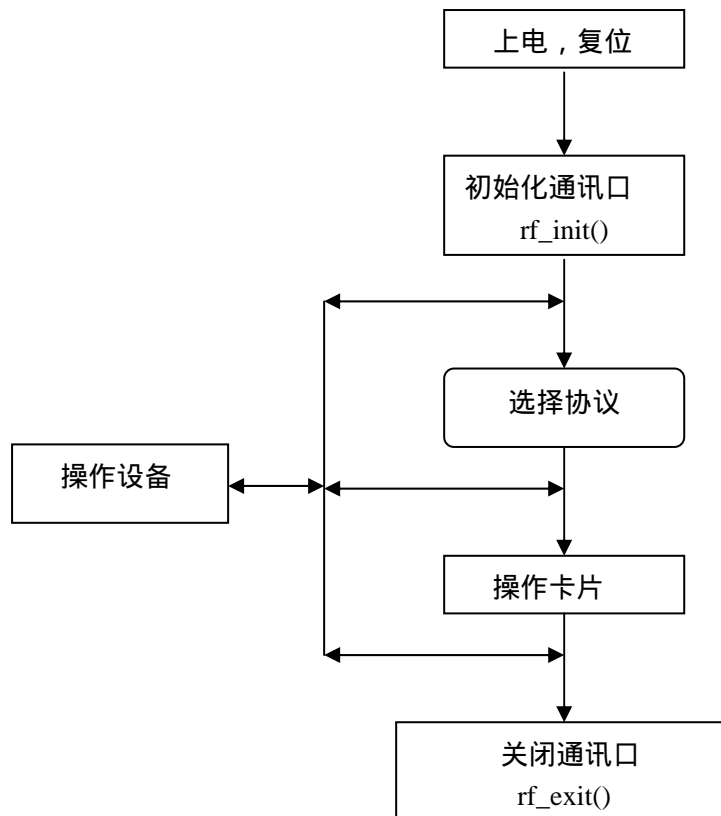 上电，复位
初始化通讯口
rf_init()
选择协议
操作设备
操作卡片
关闭通讯口
rf_exit()